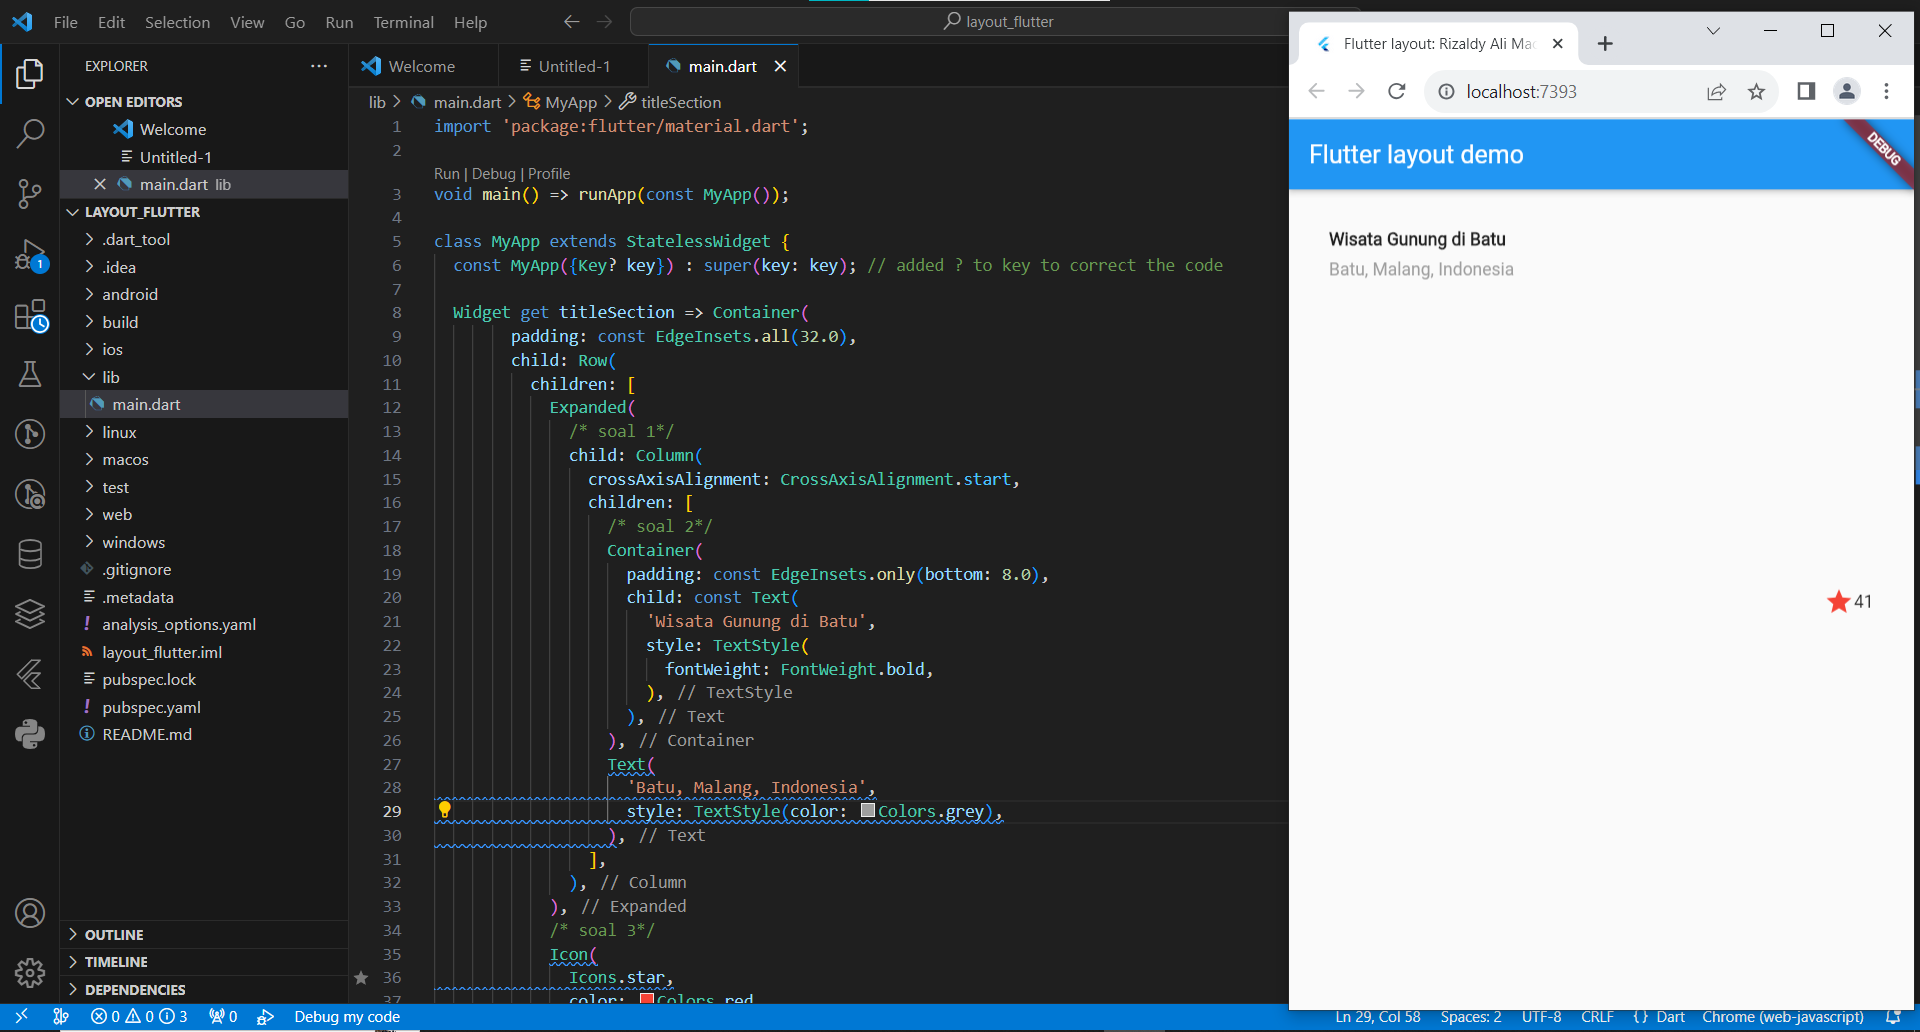 File Edit Selection View Go Run Terminal Help
layout_flutter
EXPLORER
OPEN EDITORS
Welcome
Untitled-1
main.dart lib
LAYOUT_FLUTTER
.dart_tool
.idea
android
build
ios
lib
main.dart
linux
macos
test
web
windows
.gitignore
.metadata
analysis_options.yaml
layout_flutter.iml
pubspec.lock
pubspec.yaml
README.md
OUTLINE
TIMELINE
DEPENDENCIES
1
Welcome Untitled-1 main.dart
lib > main.dart > MyApp > titleSection
1 import 'package:flutter/material.dart';
2
Run | Debug | Profile
3 void main() => runApp(const MyApp());
4
5 class MyApp extends StatelessWidget {
6 const MyApp({Key? key}) : super(key: key); // added ? to key to correct the code
7
8 Widget get titleSection => Container(
9 padding: const EdgeInsets.all(32.0),
10 child: Row(
11 children: [
12 Expanded(
13 /* soal 1*/
14 child: Column(
15 crossAxisAlignment: CrossAxisAlignment.start,
16 children: [
17 /* soal 2*/
18 Container(
19 padding: const EdgeInsets.only(bottom: 8.0),
20 child: const Text(
21 'Wisata Gunung di Batu',
22 style: TextStyle(
23 fontWeight: FontWeight.bold,
24 ), // TextStyle
25 ), // Text
26 ), // Container
27 Text(
28 'Batu, Malang, Indonesia',
29 style: TextStyle(color: Colors.grey),
30 ), // Text
31 ],
32 ), // Column
33 ), // Expanded
34 /* soal 3*/
35 Icon(
36 Icons.star,
37 color: Colors.red
Flutter layout: Rizaldy Ali Mac
localhost:7393
Flutter layout demo
DEBUG
Wisata Gunung di Batu
Batu, Malang, Indonesia
41
0 0 3 0 Debug my code Ln 29, Col 58 Spaces: 2 UTF-8 CRLF {} Dart Chrome (web-javascript)